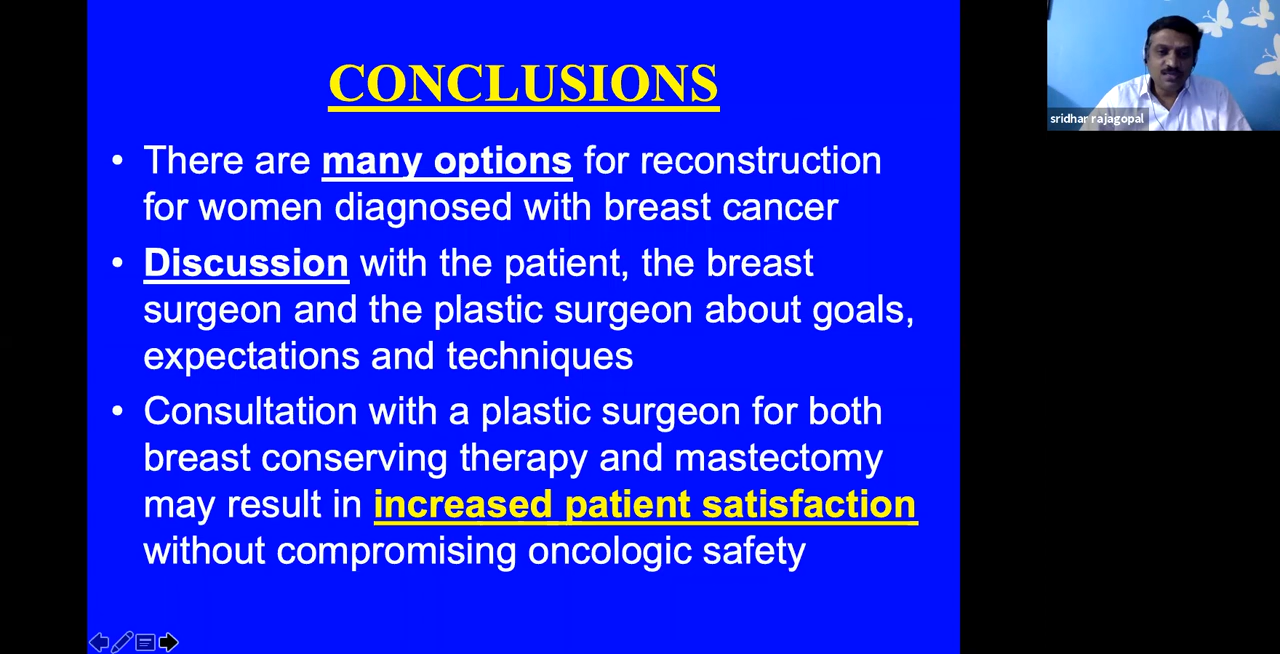 CONCLUSIONS
• There are many options for reconstruction
for women diagnosed with breast cancer
• Discussion with the patient, the breast
surgeon and the plastic surgeon about goals,
expectations and techniques
• Consultation with a plastic surgeon for both
breast conserving therapy and mastectomy
may result in increased patient satisfaction
without compromising oncologic safety
sridhar rajagopal